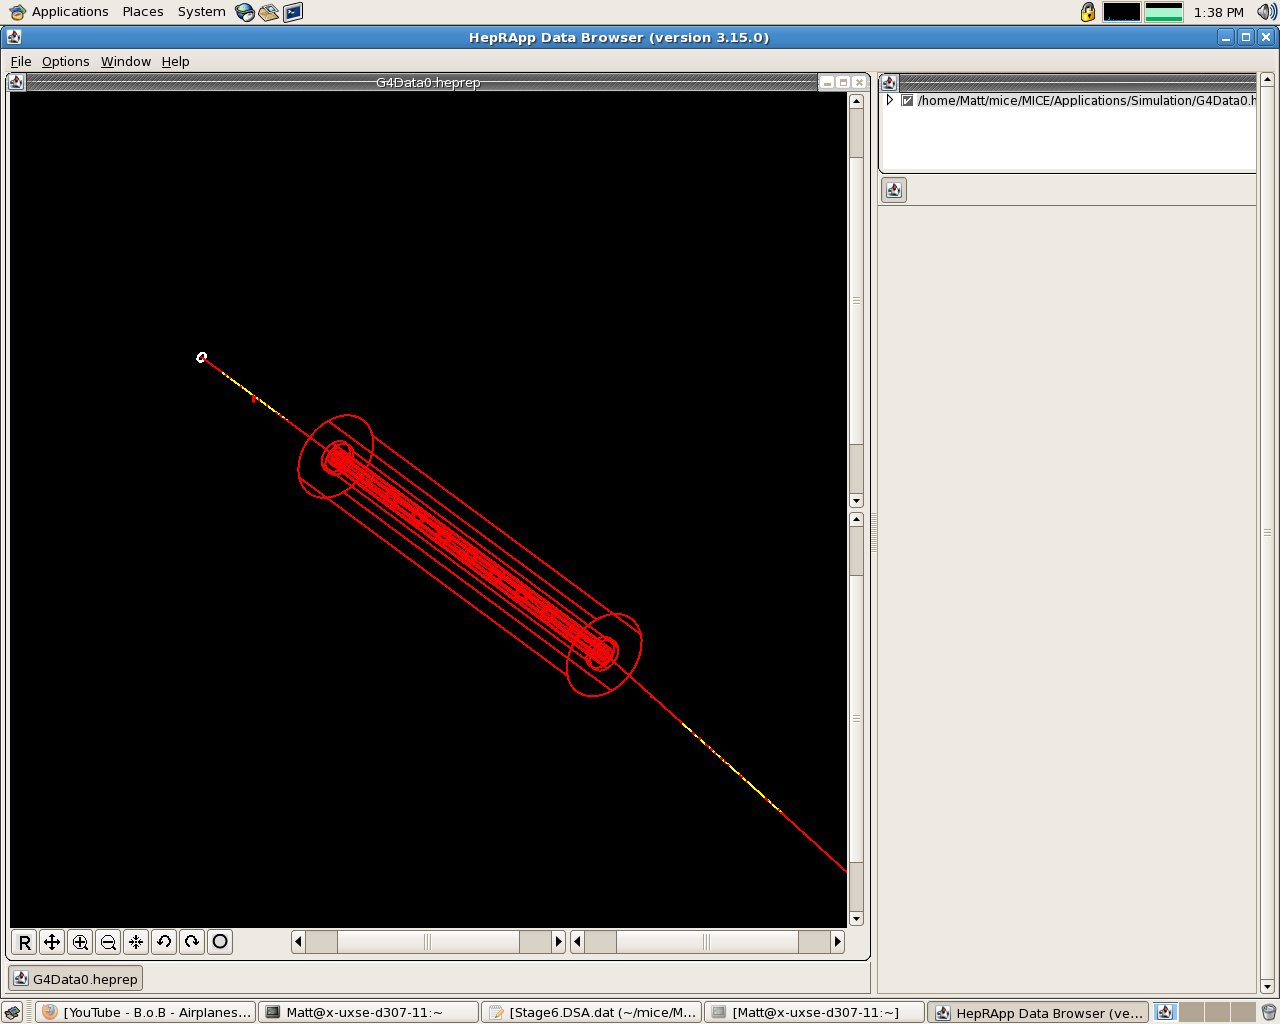 Applications Places System 1:38 PM
HepRApp Data Browser (version 3.15.0)
File Options Window Help
G4Data0.heprep
/home/Matt/mice/MICE/Applications/Simulation/G4Data0.h
R
G4Data0.heprep
[YouTube - B.o.B - Airplanes... Matt@x-uxse-d307-11:~ [Stage6.DSA.dat (~/mice/M... [Matt@x-uxse-d307-11:~] HepRApp Data Browser (ve...